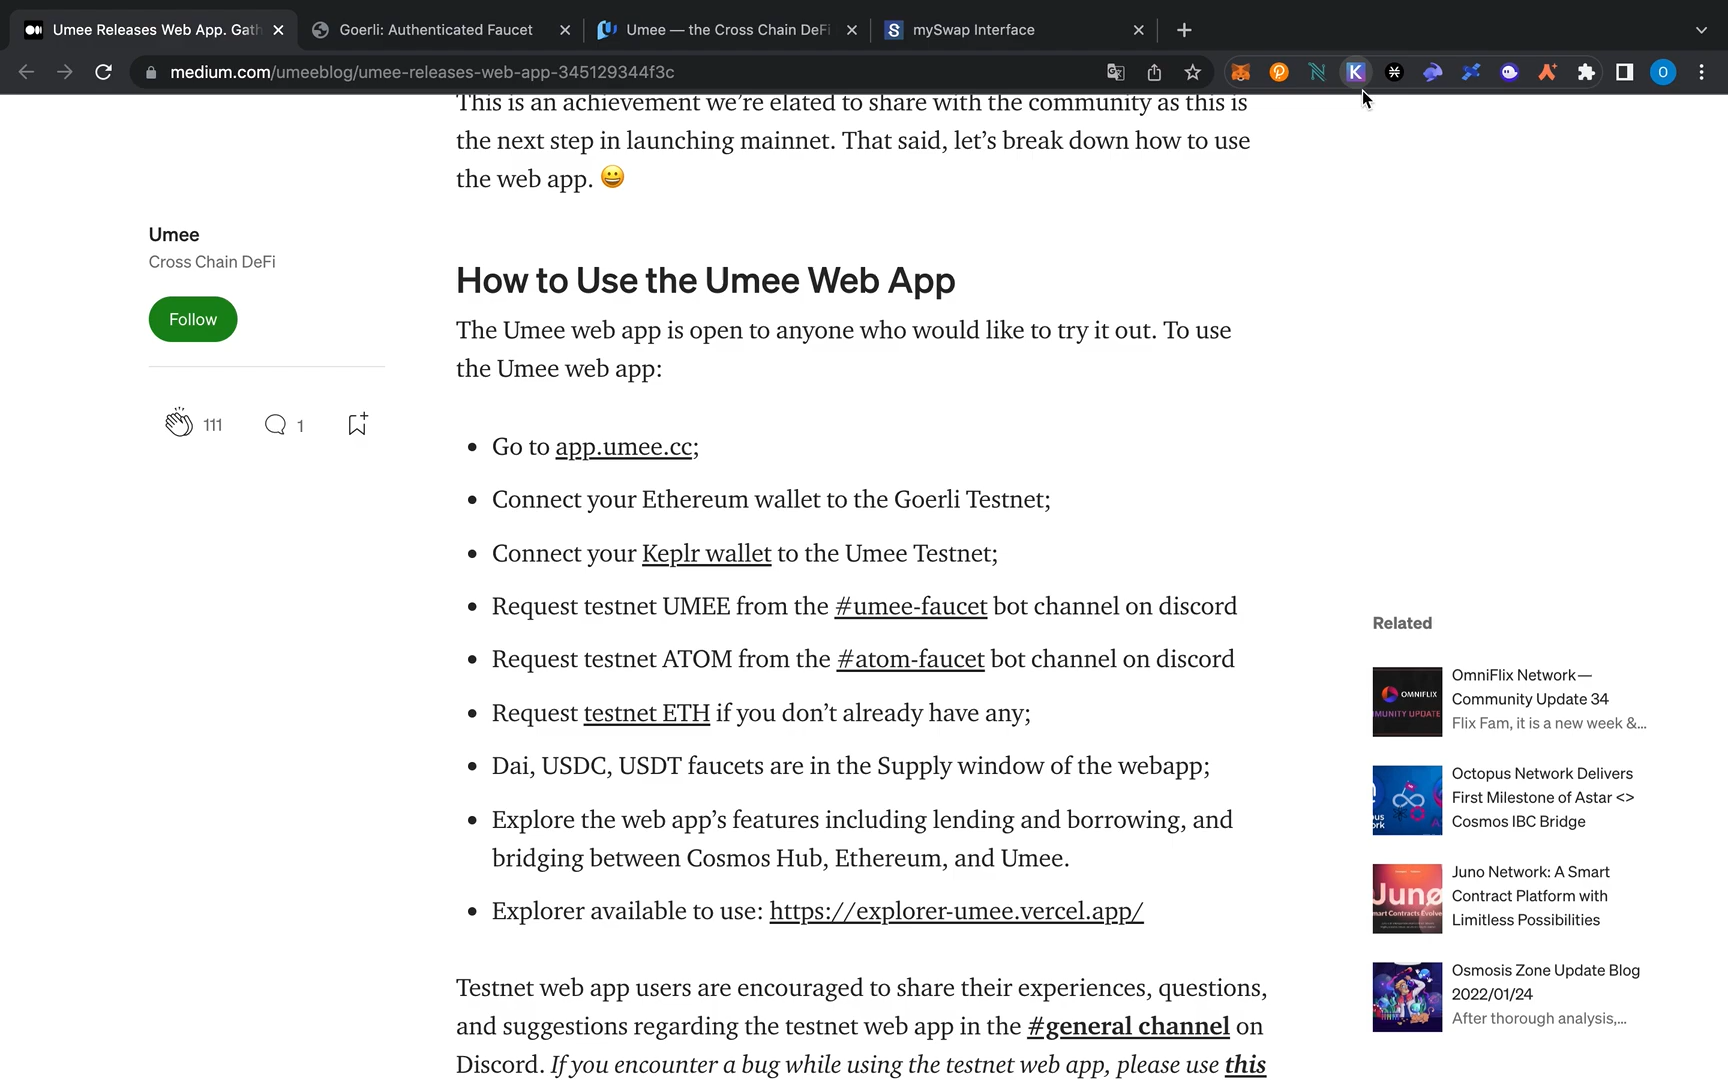 Umee Releases Web App. Gath
Goerli: Authenticated Faucet
Umee — the Cross Chain DeFi
S
mySwap Interface
medium.com/umeeblog/umee-releases-web-app-345129344f3c
K
O
This is an achievement we're elated to share with the community as this is
the next step in launching mainnet. That said, let's break down how to use
the web app. 😀
Umee
Cross Chain DeFi
Follow
111
1
How to Use the Umee Web App
The Umee web app is open to anyone who would like to try it out. To use
the Umee web app:
• Go to app.umee.cc;
• Connect your Ethereum wallet to the Goerli Testnet;
• Connect your Keplr wallet to the Umee Testnet;
• Request testnet UMEE from the #umee-faucet bot channel on discord
• Request testnet ATOM from the #atom-faucet bot channel on discord
• Request testnet ETH if you don't already have any;
• Dai, USDC, USDT faucets are in the Supply window of the webapp;
• Explore the web app's features including lending and borrowing, and
bridging between Cosmos Hub, Ethereum, and Umee.
• Explorer available to use: https://explorer-umee.vercel.app/
Testnet web app users are encouraged to share their experiences, questions,
and suggestions regarding the testnet web app in the #general channel on
Discord. If you encounter a bug while using the testnet web app, please use this
Related
OMNIFLIX
MUNITY UPDATE
OmniFlix Network—
Community Update 34
Flix Fam, it is a new week &...
Octopus Network Delivers
First Milestone of Astar <>
Cosmos IBC Bridge
Junø
mart Contracts Evolve
Juno Network: A Smart
Contract Platform with
Limitless Possibilities
Osmosis Zone Update Blog
2022/01/24
After thorough analysis,...